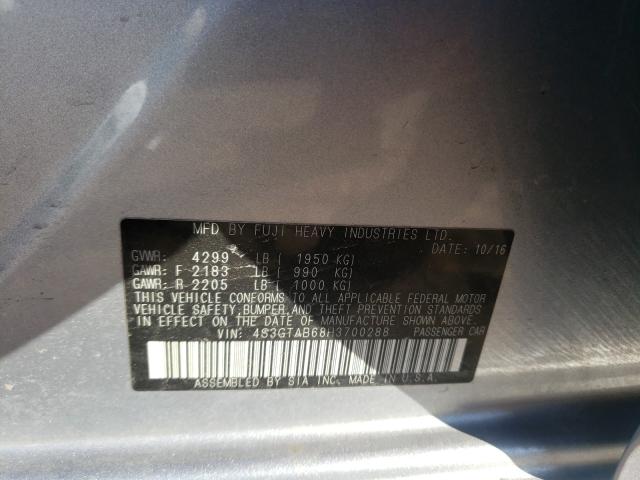 MFD BY FUJI HEAVY INDUSTRIES LTD.
DATE: 10/16
GVWR: 4299 LB ( 1950 KG)
GAWR: F 2183 LB ( 990 KG)
GAWR: R 2205 LB ( 1000 KG)
THIS VEHICLE CONFORMS TO ALL APPLICABLE FEDERAL MOTOR
VEHICLE SAFETY, BUMPER, AND THEFT PREVENTION STANDARDS
IN EFFECT ON THE DATE OF MANUFACTURE SHOWN ABOVE.
VIN: 4S3GTAB68H3700288 PASSENGER CAR
ASSEMBLED BY SIA INC. MADE IN U.S.A.